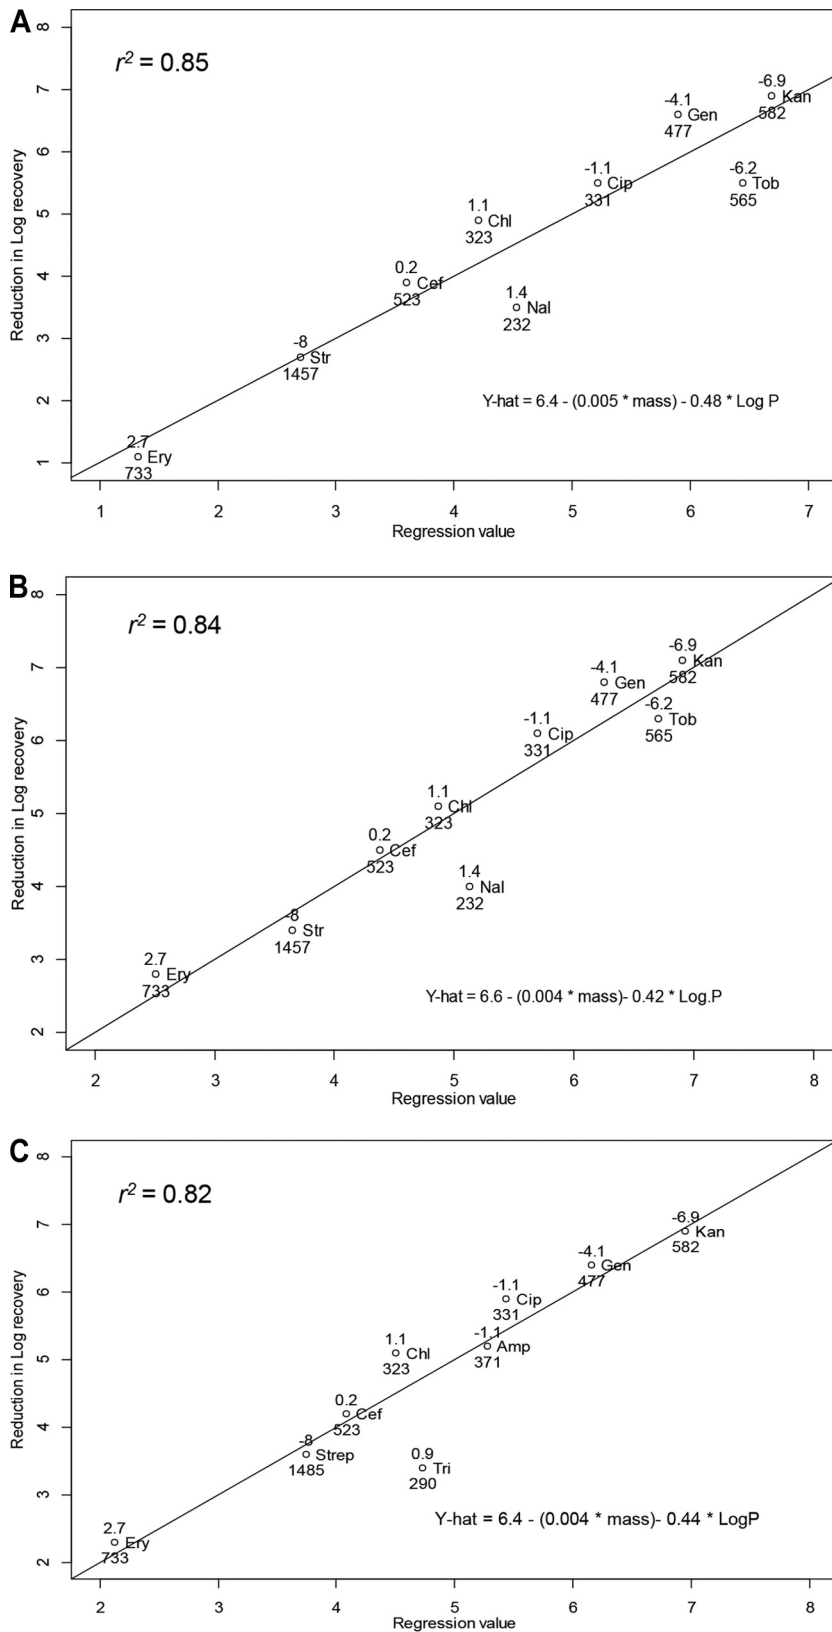 A
r² = 0.85
Reduction in Log recovery
8
7
6
5
4
3
2
1
-6.9
Kan
582
-4.1
Gen
477
-6.2
Tob
565
-1.1
Cip
331
1.1
Chl
323
0.2
Cef
523
1.4
Nal
232
-8
Str
1457
2.7
Ery
733
Y-hat = 6.4 - (0.005 * mass) - 0.48 * Log P
1 2 3 4 5 6 7
Regression value
B
r² = 0.84
Reduction in Log recovery
8
7
6
5
4
3
2
-6.9
Kan
582
-4.1
Gen
477
-6.2
Tob
565
-1.1
Cip
331
1.1
Chl
323
0.2
Cef
523
1.4
Nal
232
-8
Str
1457
2.7
Ery
733
Y-hat = 6.6 - (0.004 * mass)- 0.42 * Log.P
2 3 4 5 6 7 8
Regression value
C
r² = 0.82
Reduction in Log recovery
8
7
6
5
4
3
2
-6.9
Kan
582
-4.1
Gen
477
-1.1
Cip
331
-1.1
Amp
371
1.1
Chl
323
0.2
Cef
523
-8
Strep
1485
0.9
Tri
290
2.7
Ery
733
Y-hat = 6.4 - (0.004 * mass)- 0.44 * LogP
2 3 4 5 6 7 8
Regression value